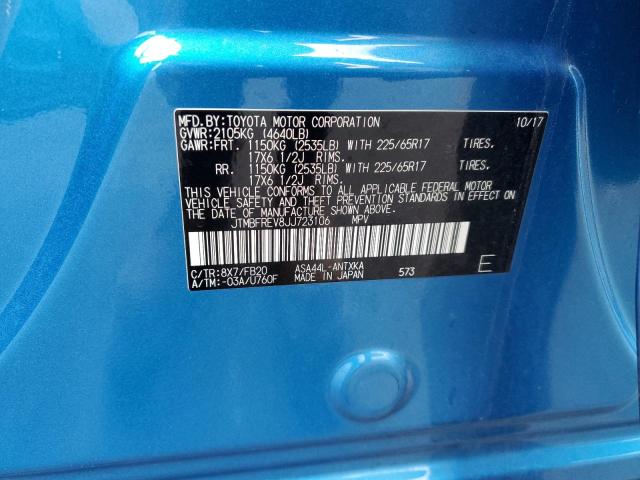 MFD.BY:TOYOTA MOTOR CORPORATION 10/17
GVWR:2105KG (4640LB)
GAWR:FRT. 1150KG (2535LB) WITH 225/65R17 TIRES.
17X6 1/2J RIMS.
RR. 1150KG (2535LB) WITH 225/65R17 TIRES.
17X6 1/2J RIMS.
THIS VEHICLE CONFORMS TO ALL APPLICABLE FEDERAL MOTOR
VEHICLE SAFETY AND THEFT PREVENTION STANDARDS IN EFFECT
ON THE DATE OF MANUFACTURE SHOWN ABOVE.
JTMBFREV8JJ723106 MPV
C/TR:8X7/FB20 ASA44L-ANTXKA
A/TM:-03A/U760F MADE IN JAPAN 573 E